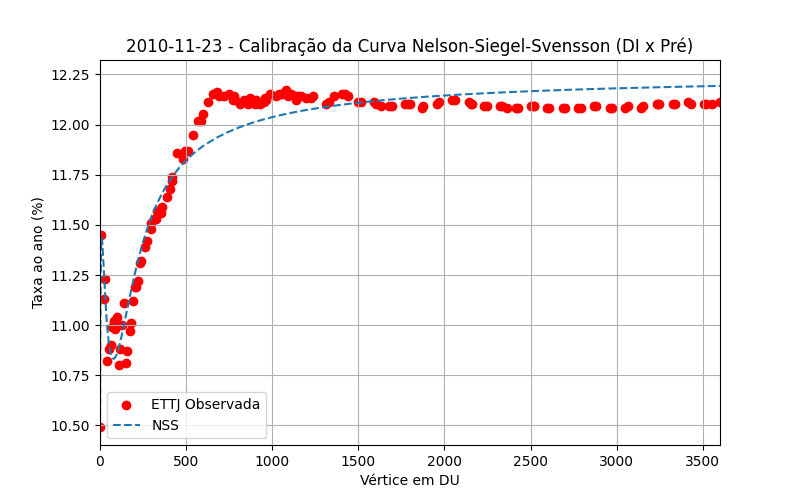 2010-11-23 - Calibração da Curva Nelson-Siegel-Svensson (DI x Pré)
Taxa ao ano (%)
12.25
12.00
11.75
11.50
11.25
11.00
10.75
10.50
ETTJ Observada
NSS
0 500 1000 1500 2000 2500 3000 3500
Vértice em DU